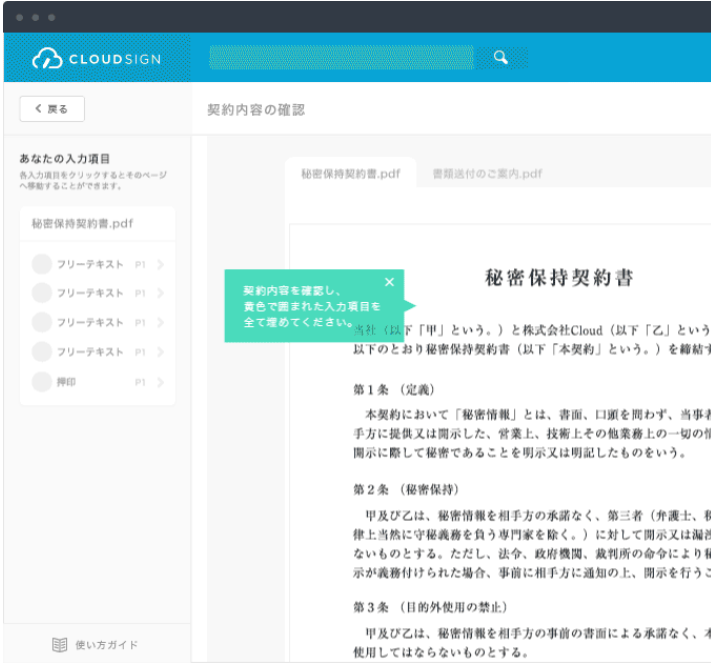 CLOUDSIGN
戻る
契約内容の確認
あなたの入力項目
各入力項目をクリックするとそのページ
へ移動することができます。
秘密保持契約書.pdf
フリーテキスト P1
フリーテキスト P1
フリーテキスト P1
フリーテキスト P1
押印 P1
使い方ガイド
秘密保持契約書.pdf
書類送付のご案内.pdf
契約内容を確認し、
黄色で囲まれた入力項目を
全て埋めてください。
秘密保持契約書
当社（以下「甲」という。）と株式会社Cloud（以下「乙」という
以下のとおり秘密保持契約書（以下「本契約」という。）を締結す
第1条 （定義）
本契約において「秘密情報」とは、書面、口頭を問わず、当事者
手方に提供又は開示した、営業上、技術上その他業務上の一切の情
開示に際して秘密であることを明示又は明記したものをいう。
第2条 （秘密保持）
甲及び乙は、秘密情報を相手方の承諾なく、第三者（弁護士、税
律上当然に守秘義務を負う専門家を除く。）に対して開示又は漏洩
ないものとする。ただし、法令、政府機関、裁判所の命令により秘
示が義務付けられた場合、事前に相手方に通知の上、開示を行うこ
第3条 （目的外使用の禁止）
甲及び乙は、秘密情報を相手方の事前の書面による承諾なく、本
使用してはならないものとする。